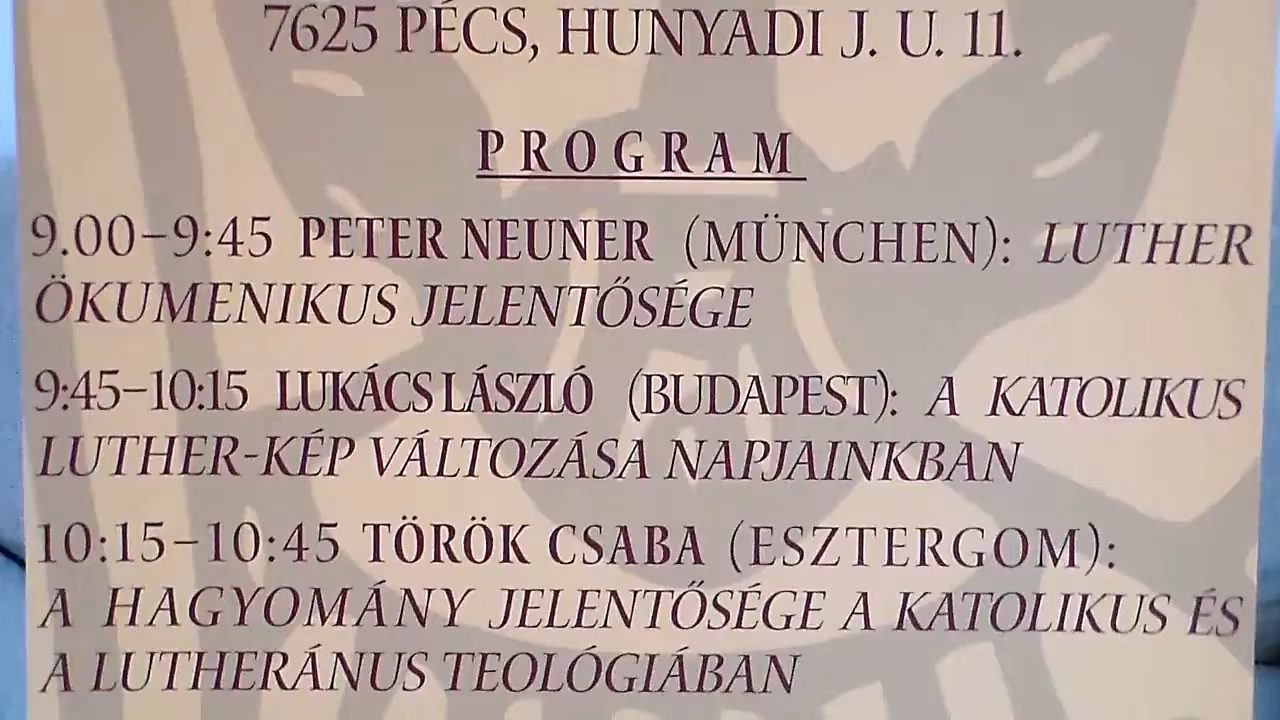 7625 PÉCS, HUNYADI J. U. 11.
PROGRAM
9.00–9:45 PETER NEUNER (MÜNCHEN): LUTHER
ÖKUMENIKUS JELENTŐSÉGE
9:45–10:15 LUKÁCS LÁSZLÓ (BUDAPEST): A KATOLIKUS
LUTHER-KÉP VÁLTOZÁSA NAPJAINKBAN
10:15–10:45 TÖRÖK CSABA (ESZTERGOM):
A HAGYOMÁNY JELENTŐSÉGE A KATOLIKUS ÉS
A LUTHERÁNUS TEOLÓGIÁBAN